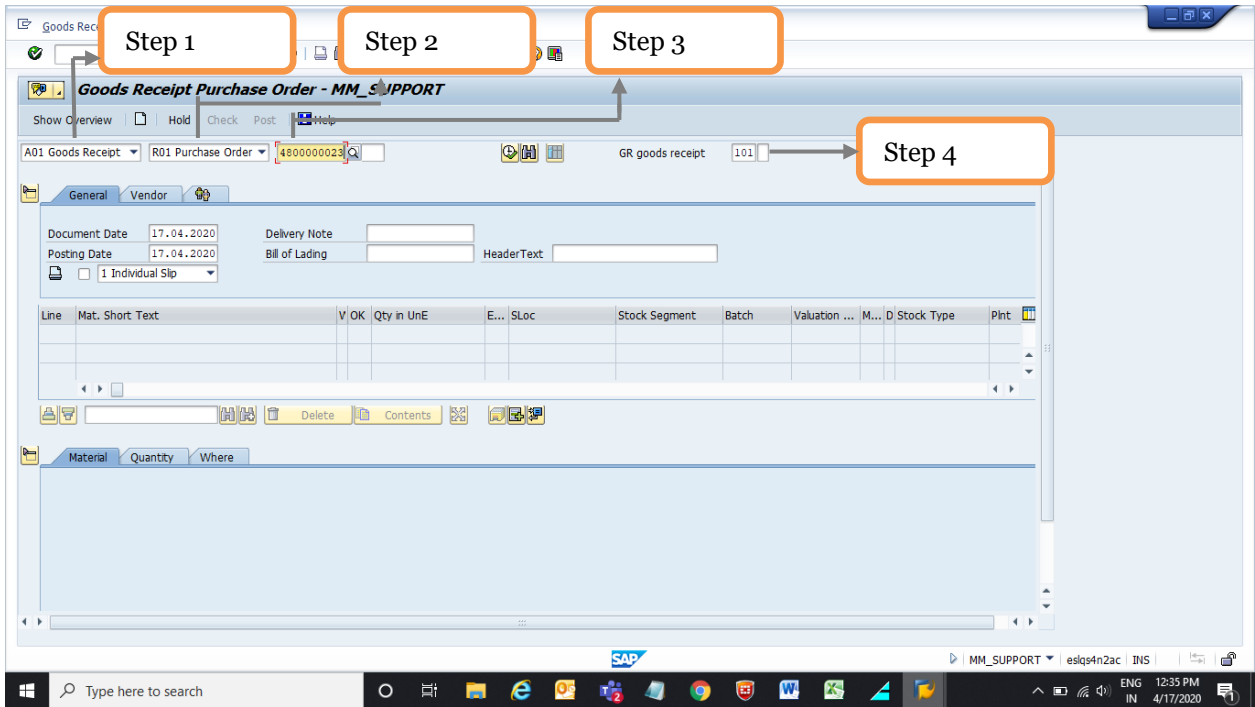 Goods Rec
Step 1
Step 2
Step 3
Goods Receipt Purchase Order - MM_SUPPORT
Show Overview Hold Check Post Help
A01 Goods Receipt R01 Purchase Order 4800000023 GR goods receipt 101
Step 4
General Vendor
Document Date 17.04.2020 Delivery Note
Posting Date 17.04.2020 Bill of Lading HeaderText
1 Individual Slip
Line Mat. Short Text V OK Qty in UnE E... SLoc Stock Segment Batch Valuation ... M... D Stock Type Plnt
Delete Contents
Material Quantity Where
SAP
MM_SUPPORT eslqs4n2ac INS
Type here to search
ENG 12:35 PM
IN 4/17/2020